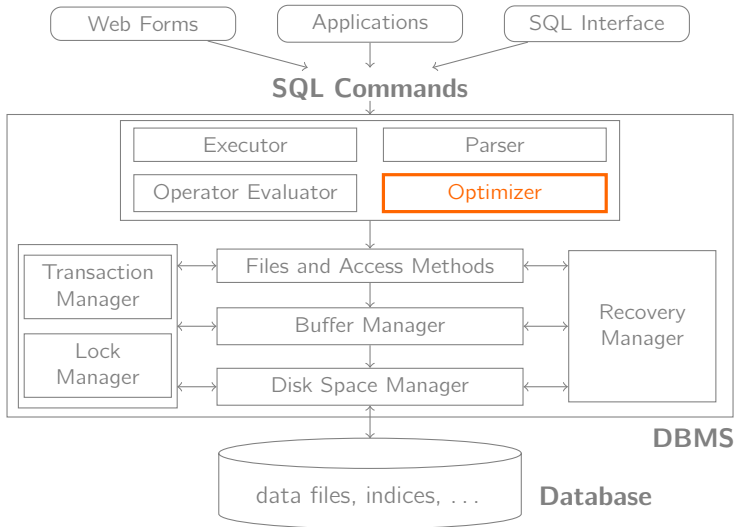 Web Forms
Applications
SQL Interface
SQL Commands
Executor
Parser
Operator Evaluator
Optimizer
Transaction
Manager
Files and Access Methods
Recovery
Manager
Buffer Manager
Lock
Manager
Disk Space Manager
DBMS
data files, indices, . . .
Database